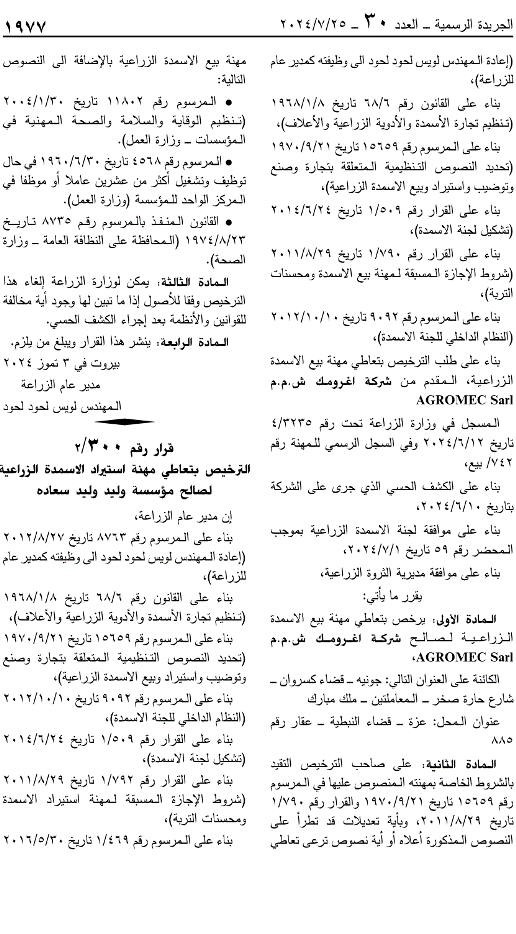 الجريدة الرسمية ــ العدد ٣٠ ــ ٢٠٢٤/٧/٢٥
١٩٧٧
(إعادة المهندس لويس لحود لحود الى وظيفته كمدير عام
للزراعة)،
بناء على القانون رقم ٦٨/٦ تاريخ ١٩٦٨/١/٨
(تنظيم تجارة الأسمدة والأدوية الزراعية والأعلاف)،
بناء على المرسوم رقم ١٥٦٥٩ تاريخ ١٩٧٠/٩/٢١
(تحديد النصوص التنظيمية المتعلقة بتجارة وصنع
وتوضيب واستيراد وبيع الاسمدة الزراعية)،
بناء على القرار رقم ١/٥٠٩ تاريخ ٢٠١٤/٦/٢٤
(تشكيل لجنة الاسمدة)،
بناء على القرار رقم ١/٧٩٠ تاريخ ٢٠١١/٨/٢٩
(شروط الإجازة المسبقة لمهنة بيع الاسمدة ومحسنات
التربة)،
بناء على المرسوم رقم ٩٠٩٢ تاريخ ٢٠١٢/١٠/١٠
(النظام الداخلي للجنة الاسمدة)،
بناء على طلب الترخيص بتعاطي مهنة بيع الاسمدة
الزراعية، المقدم من شركة اغرومك ش.م.م
AGROMEC Sarl
المسجل في وزارة الزراعة تحت رقم ٤/٣٢٣٥
تاريخ ٢٠٢٤/٦/١٢ وفي السجل الرسمي للمهنة رقم
٧٤٢/ بيع،
بناء على الكشف الحسي الذي جرى على الشركة
بتاريخ ٢٠٢٤/٦/١٠،
بناء على موافقة لجنة الاسمدة الزراعية بموجب
المحضر رقم ٥٩ تاريخ ٢٠٢٤/٧/١،
بناء على موافقة مديرية الثروة الزراعية،
يقرر ما يأتي:
المادة الأولى: يرخص بتعاطي مهنة بيع الاسمدة
الزراعية لصالح شركة اغرومك ش.م.م
AGROMEC Sarl،
الكائنة على العنوان التالي: جونيه ــ قضاء كسروان ــ
شارع حارة صخر ــ المعاملتين ــ ملك مبارك
عنوان المحل: عزة ــ قضاء النبطية ــ عقار رقم
٨٨٥
المادة الثانية: على صاحب الترخيص التقيد
بالشروط الخاصة بمهنته المنصوص عليها في المرسوم
رقم ١٥٦٥٩ تاريخ ١٩٧٠/٩/٢١ والقرار رقم ١/٧٩٠
تاريخ ٢٠١١/٨/٢٩، وبأية تعديلات قد تطرأ على
النصوص المذكورة أعلاه أو أية نصوص ترعى تعاطي
مهنة بيع الاسمدة الزراعية بالإضافة الى النصوص
التالية:
● المرسوم رقم ١١٨٠٢ تاريخ ٢٠٠٤/١/٣٠
(تنظيم الوقاية والسلامة والصحة المهنية في
المؤسسات ــ وزارة العمل).
● المرسوم رقم ٤٥٦٨ تاريخ ١٩٦٠/٦/٣٠ في حال
توظيف وتشغيل أكثر من عشرين عاملا أو موظفا في
المركز الواحد للمؤسسة (وزارة العمل).
● القانون المنفذ بالمرسوم رقم ٨٧٣٥ تاريخ
١٩٧٤/٨/٢٣ (المحافظة على النظافة العامة ــ وزارة
الصحة).
المادة الثالثة: يمكن لوزارة الزراعة إلغاء هذا
الترخيص وفقا للأصول إذا ما تبين لها وجود أية مخالفة
للقوانين والأنظمة بعد إجراء الكشف الحسي.
المادة الرابعة: ينشر هذا القرار ويبلغ من يلزم.
بيروت في ٣ تموز ٢٠٢٤
مدير عام الزراعة
المهندس لويس لحود لحود
قرار رقم ٢/٣٠٠
الترخيص بتعاطي مهنة استيراد الاسمدة الزراعية
لصالح مؤسسة وليد وليد سعاده
إن مدير عام الزراعة،
بناء على المرسوم رقم ٨٧٦٣ تاريخ ٢٠١٢/٨/٢٧
(إعادة المهندس لويس لحود لحود الى وظيفته كمدير عام
للزراعة)،
بناء على القانون رقم ٦٨/٦ تاريخ ١٩٦٨/١/٨
(تنظيم تجارة الأسمدة والأدوية الزراعية والأعلاف)،
بناء على المرسوم رقم ١٥٦٥٩ تاريخ ١٩٧٠/٩/٢١
(تحديد النصوص التنظيمية المتعلقة بتجارة وصنع
وتوضيب واستيراد وبيع الاسمدة الزراعية)،
بناء على المرسوم رقم ٩٠٩٢ تاريخ ٢٠١٢/١٠/١٠
(النظام الداخلي للجنة الاسمدة)،
بناء على القرار رقم ١/٥٠٩ تاريخ ٢٠١٤/٦/٢٤
(تشكيل لجنة الاسمدة)،
بناء على القرار رقم ١/٧٩٢ تاريخ ٢٠١١/٨/٢٩
(شروط الإجازة المسبقة لمهنة استيراد الاسمدة
ومحسنات التربة)،
بناء على المرسوم رقم ١/٤٦٩ تاريخ ٢٠١٦/٥/٣٠